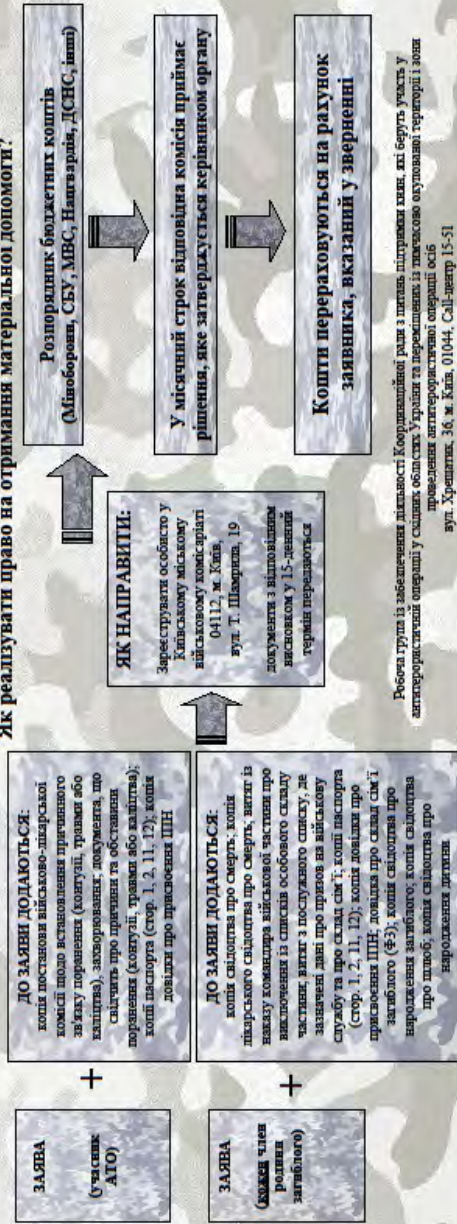 Як реалізувати право на отримання матеріальної допомоги?
ЗАЯВА
(учасник
АТО)
+
ДО ЗАЯВИ ДОДАЮТЬСЯ:
копія постанови військово-лікарської
комісії щодо встановлення причинного
зв'язку поранення (контузії, травми або
каліцтва), захворювання; документа, що
свідчить про причини та обставини
поранення (контузії, травми або каліцтва);
копії паспорта (стор. 1, 2, 11, 12); копія
довідки про присвоєння ІПН
ЗАЯВА
(кожен член
родини
загиблого)
+
ДО ЗАЯВИ ДОДАЮТЬСЯ:
копія свідоцтва про смерть; копія
лікарського свідоцтва про смерть; витяг із
наказу командира військової частини про
виключення із списків особового складу
частини; витяг з послужного списку, де
зазначені дані про призов на військову
службу та про склад сім'ї; копії паспорта
(стор. 1, 2, 11, 12); копія довідки про
присвоєння ІПН; довідка про склад сім'ї
загиблого (Ф3); копія свідоцтва про
народження загиблого; копія свідоцтва
про шлюб; копія свідоцтва про
народження дитини
ЯК НАПРАВИТИ:
Зареєструвати особисто у
Київському міському
військовому комісаріаті
04112, м. Київ,
вул. Т. Шамрила, 19
документи з відповідним
висновком у 15-денний
термін передаються
Розпорядник бюджетних коштів
(Міноборони, СБУ, МВС, Нацгвардія, ДСНС, інші)
У місячний строк відповідна комісія приймає
рішення, яке затверджується керівником органу
Кошти перераховуються на рахунок
заявника, вказаний у зверненні
Робоча група із забезпечення діяльності Координаційної ради з питань підтримки киян, які беруть участь у
антитерористичній операції у східних областях України та переміщених із тимчасово окупованої території і зони
проведення антитерористичної операції осіб
вул. Хрещатик, 36, м. Київ, 01044, Call-центр 15-51